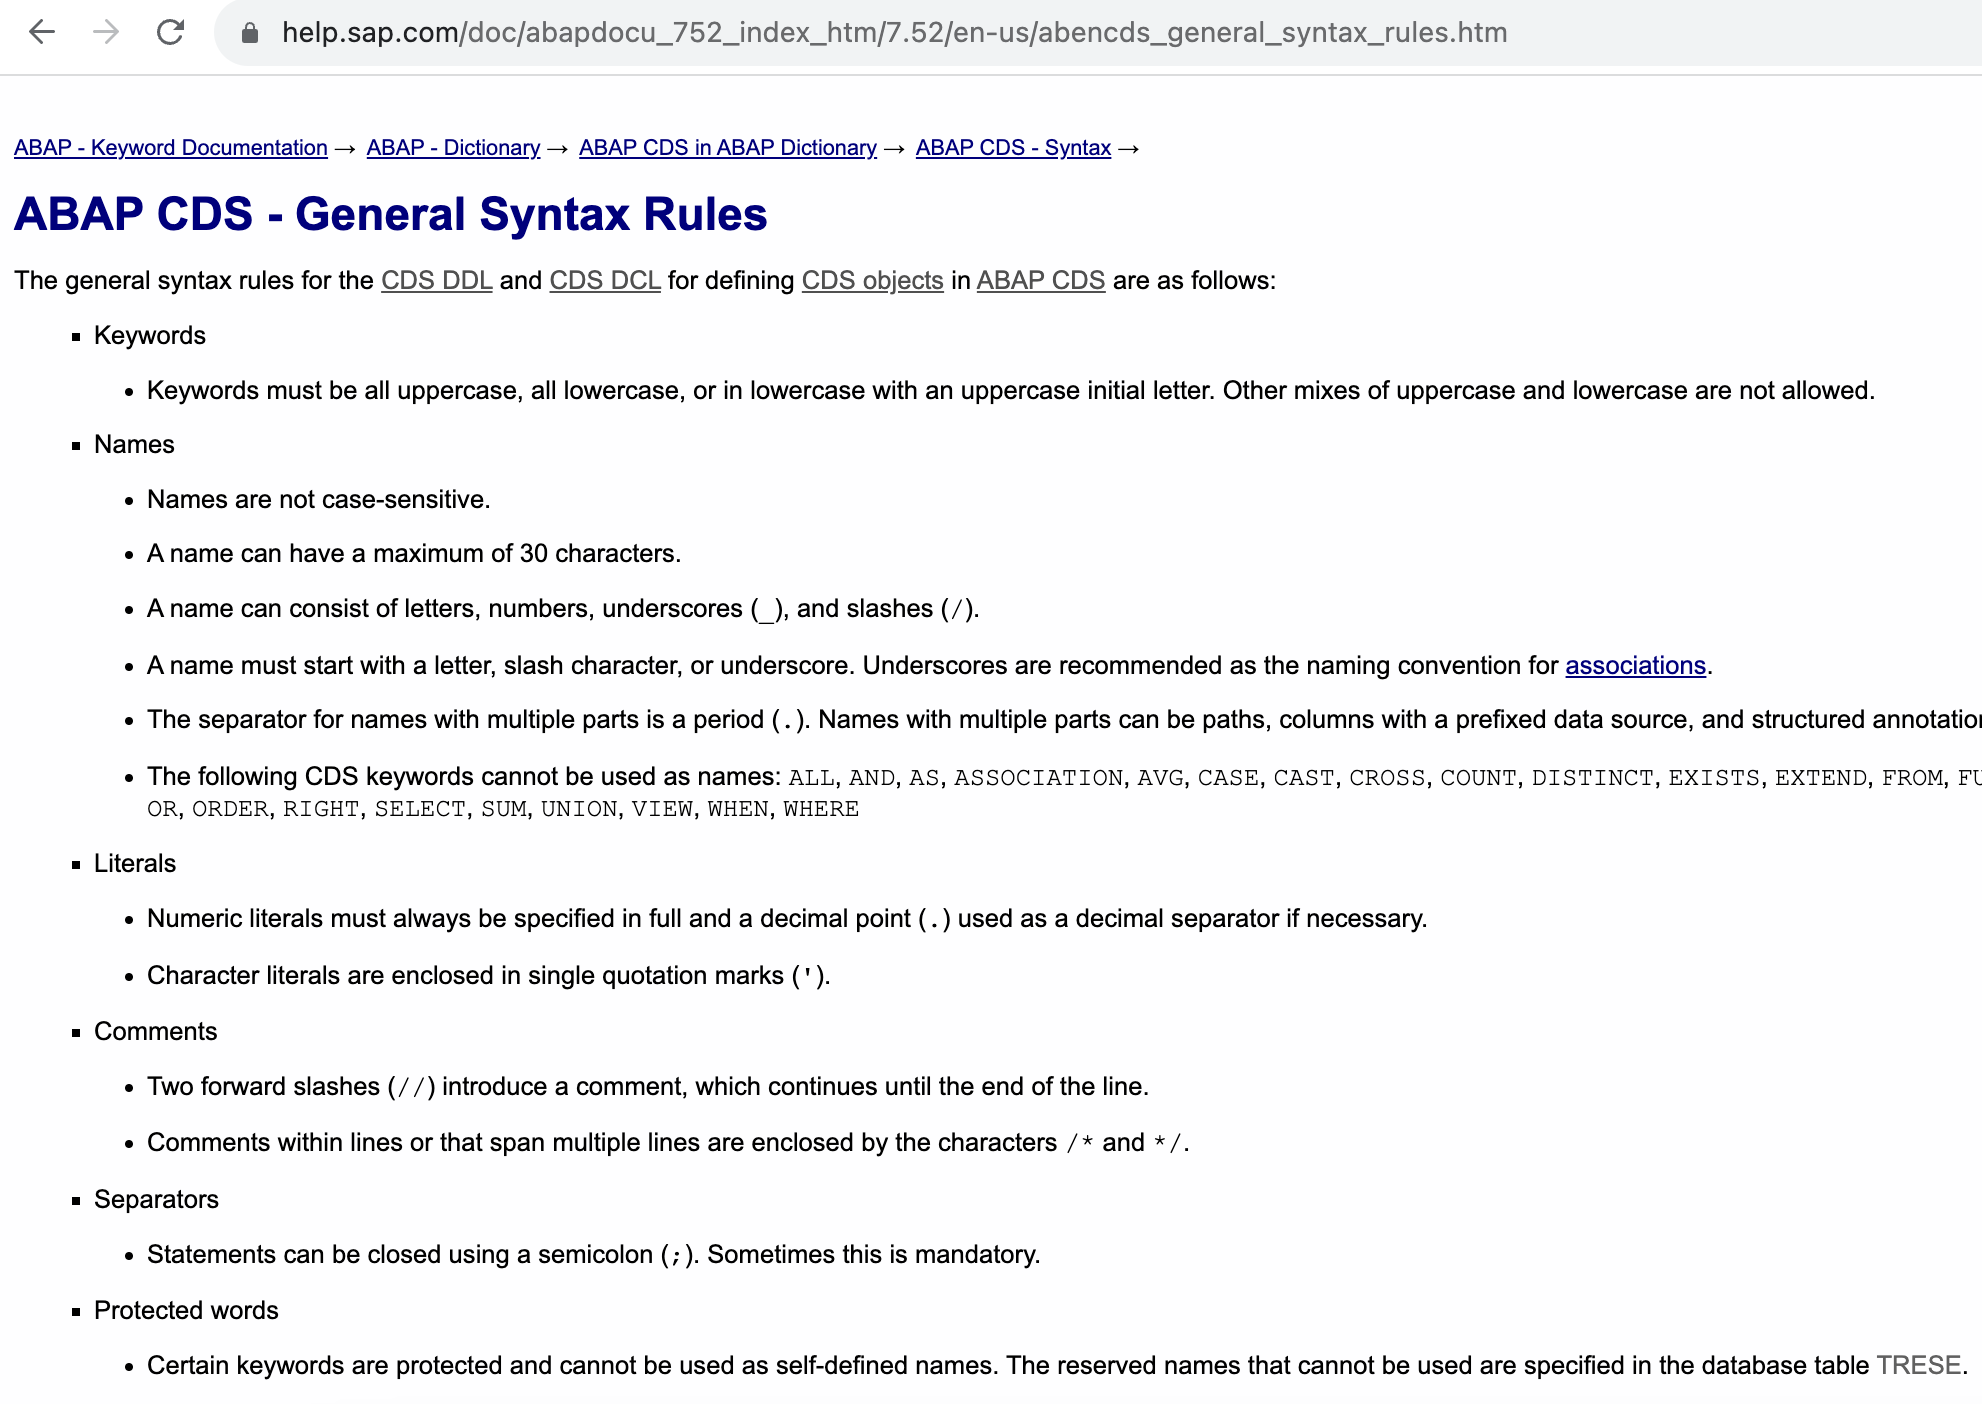 help.sap.com/doc/abapdocu_752_index_htm/7.52/en-us/abencds_general_syntax_rules.htm
ABAP - Keyword Documentation → ABAP - Dictionary → ABAP CDS in ABAP Dictionary → ABAP CDS - Syntax →
ABAP CDS - General Syntax Rules
The general syntax rules for the CDS DDL and CDS DCL for defining CDS objects in ABAP CDS are as follows:
Keywords
Keywords must be all uppercase, all lowercase, or in lowercase with an uppercase initial letter. Other mixes of uppercase and lowercase are not allowed.
Names
Names are not case-sensitive.
A name can have a maximum of 30 characters.
A name can consist of letters, numbers, underscores (_), and slashes (/).
A name must start with a letter, slash character, or underscore. Underscores are recommended as the naming convention for associations.
The separator for names with multiple parts is a period (.). Names with multiple parts can be paths, columns with a prefixed data source, and structured
The following CDS keywords cannot be used as names: ALL, AND, AS, ASSOCIATION, AVG, CASE, CAST, CROSS, COUNT, DISTINCT, EXISTS, EXTEND, FROM,
OR, ORDER, RIGHT, SELECT, SUM, UNION, VIEW, WHEN, WHERE
Literals
Numeric literals must always be specified in full and a decimal point (.) used as a decimal separator if necessary.
Character literals are enclosed in single quotation marks (').
Comments
Two forward slashes (//) introduce a comment, which continues until the end of the line.
Comments within lines or that span multiple lines are enclosed by the characters /* and */.
Separators
Statements can be closed using a semicolon (;). Sometimes this is mandatory.
Protected words
Certain keywords are protected and cannot be used as self-defined names. The reserved names that cannot be used are specified in the database table TRESE.